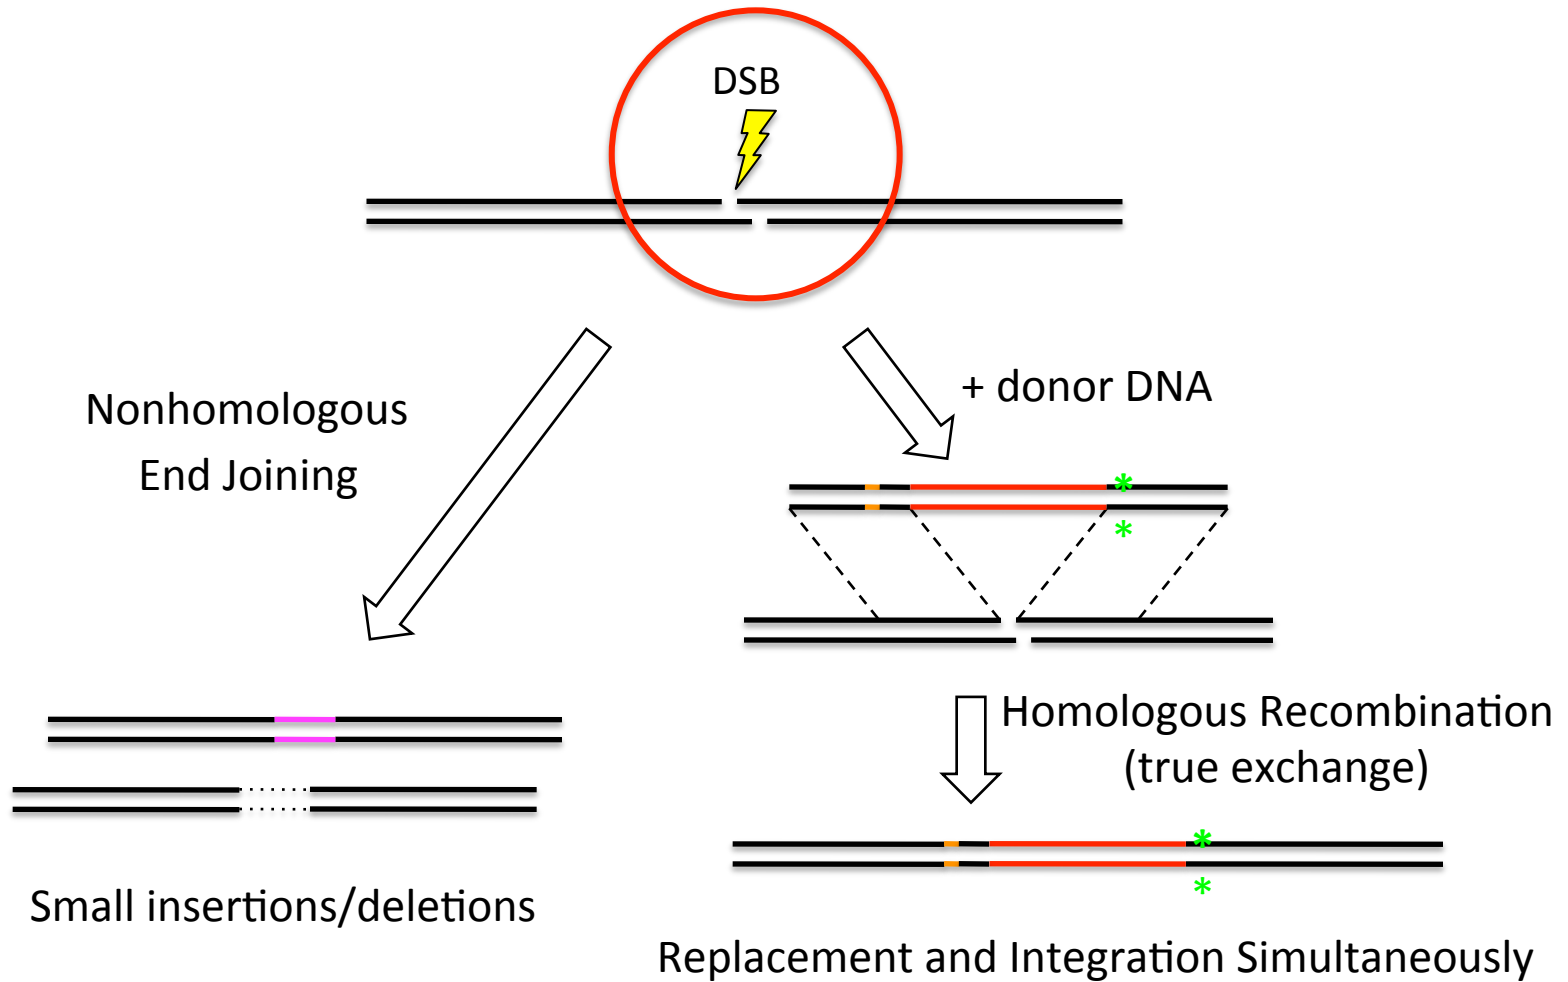 DSB
Nonhomologous
End Joining
+ donor DNA
*
*
Homologous Recombination
(true exchange)
*
*
Small insertions/deletions
Replacement and Integration Simultaneously